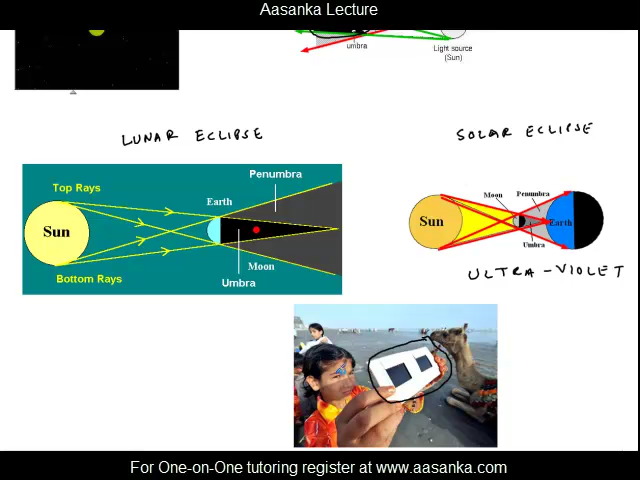 Aasanka Lecture
umbra
Light source
(Sun)
LUNAR ECLIPSE
SOLAR ECLIPSE
Penumbra
Top Rays
Earth
Sun
Moon
Umbra
Bottom Rays
Moon
Penumbra
Sun
Earth
Umbra
ULTRA-VIOLET
For One-on-One tutoring register at www.aasanka.com